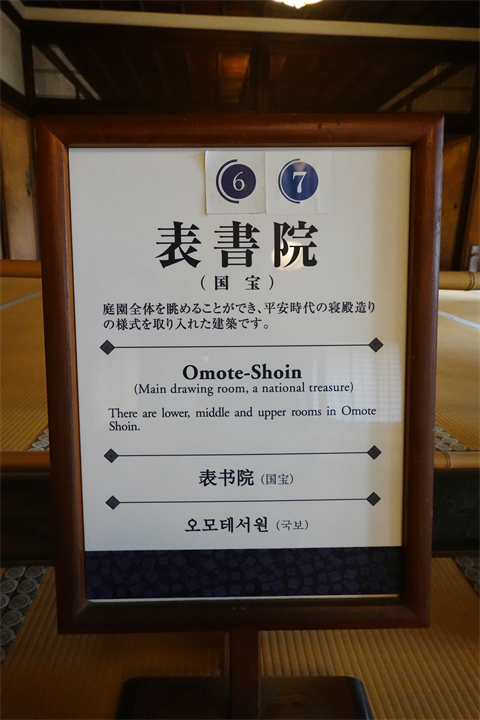 6 7
表書院
（国 宝）
庭園全体を眺めることができ、平安時代の寝殿造り
の様式を取り入れた建築です。
Omote-Shoin
(Main drawing room, a national treasure)
There are lower, middle and upper rooms in Omote
Shoin.
表书院（国宝）
오모테서원（국보）